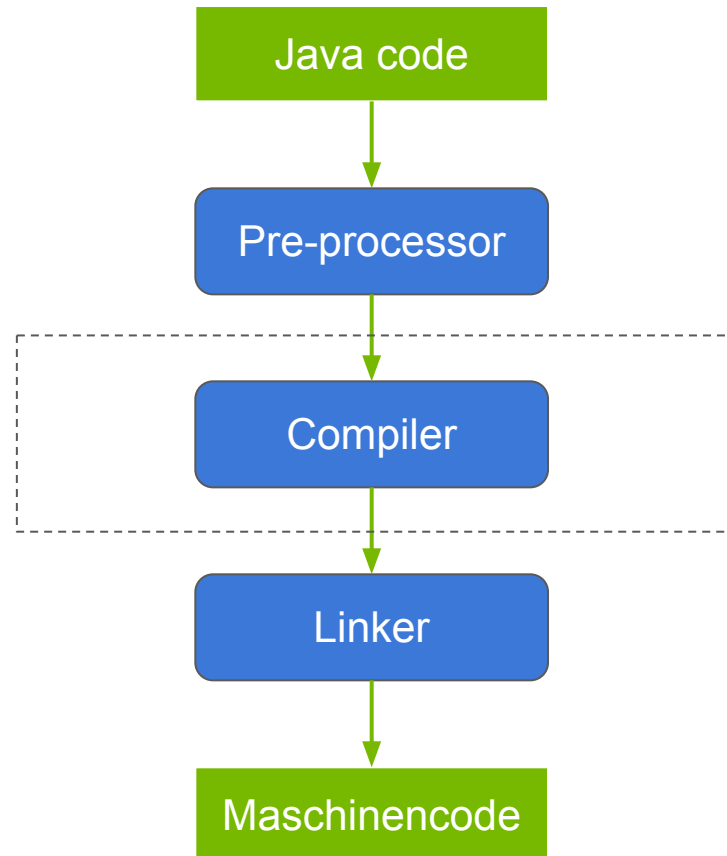 Java code
Pre-processor
Compiler
Linker
Maschinencode